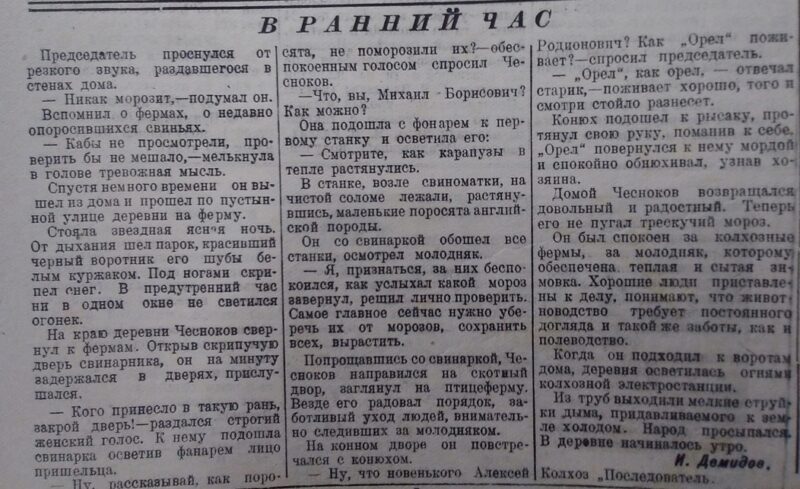 В РАННИЙ ЧАС
Председатель проснулся от
резкого звука, раздавшегося в
стенах дома.
— Никак морозит,—подумал он.
Вспомнил о фермах, о недавно
опоросившихся свиньях.
— Кабы не просмотрели, про-
верить бы не мешало,—мелькнула
в голове тревожная мысль.
Спустя немного времени он вы-
шел из дома и прошел по пустын-
ной улице деревни на ферму.
Стояла звездная ясная ночь.
От дыхания шел парок, красивший
черный воротник его шубы бе-
лым куржаком. Под ногами скри-
пел снег. В предутренний час
ни в одном окне не светился
огонек.
На краю деревни Чесноков свер-
нул к фермам. Открыв скрипучую
дверь свинарника, он на минуту
задержался в дверях, прислу-
шался.
— Кого принесло в такую рань,
закрой дверь!—раздался строгий
женский голос. К нему подошла
свинарка осветив фанарем лицо
пришельца.
— Ну, рассказывай, как поро-
сята, не поморозили их?—обес-
покоенным голосом спросил Чес-
ноков.
—Что, вы, Михаил Борисович?
Как можно?
Она подошла с фонарем к пер-
вому станку и осветила его:
— Смотрите, как карапузы в
тепле растянулись.
В станке, возле свиноматки, на
чистой соломе лежали, растяну-
вшись, маленькие поросята англий-
ской породы.
Он со свинаркой обошел все
станки, осмотрел молодняк.
— Я, признаться, за них беспо-
коился, как услыхал какой мороз
завернул, решил лично проверить.
Самое главное сейчас нужно убе-
речь их от морозов, сохранить
всех, вырастить.
Попрощавшись со свинаркой, Че-
сноков направился на скотный
двор, заглянул на птицеферму.
Везде его радовал порядок, за-
ботливый уход людей, вниматель-
но следивших за молодняком.
На конном дворе он повстре-
чался с конюхом.
— Ну, что новенького Алексей
Родионович? Как „Орел" пожи-
вает?—спросил председатель.
— „Орел", как орел, — отвечал
старик,—поживает хорошо, того и
смотри стойло разнесет.
Конюх подошел к рысаку, про-
тянул свою руку, поманив к себе.
„Орел" повернулся к нему мордой
и спокойно обнюхивал, узнав хо-
зяина.
Домой Чесноков возвращался
довольный и радостный. Теперь
его не пугал трескучий мороз.
Он был спокоен за колхозные
фермы, за молодняк, которому
обеспечена теплая и сытая зи-
мовка. Хорошие люди приставле-
ны к делу, понимают, что живот-
новодство требует постоянного
догляда и такой же заботы, как и
полеводство.
Когда он подходил к воротам
дома, деревня осветилась огнями
колхозной электростанции.
Из труб выходили мелкие струй-
ки дыма, придавливаемого к зем-
ле холодом. Народ просыпался.
В деревне начиналось утро.
И. Демидов.
Колхоз „Последователь.